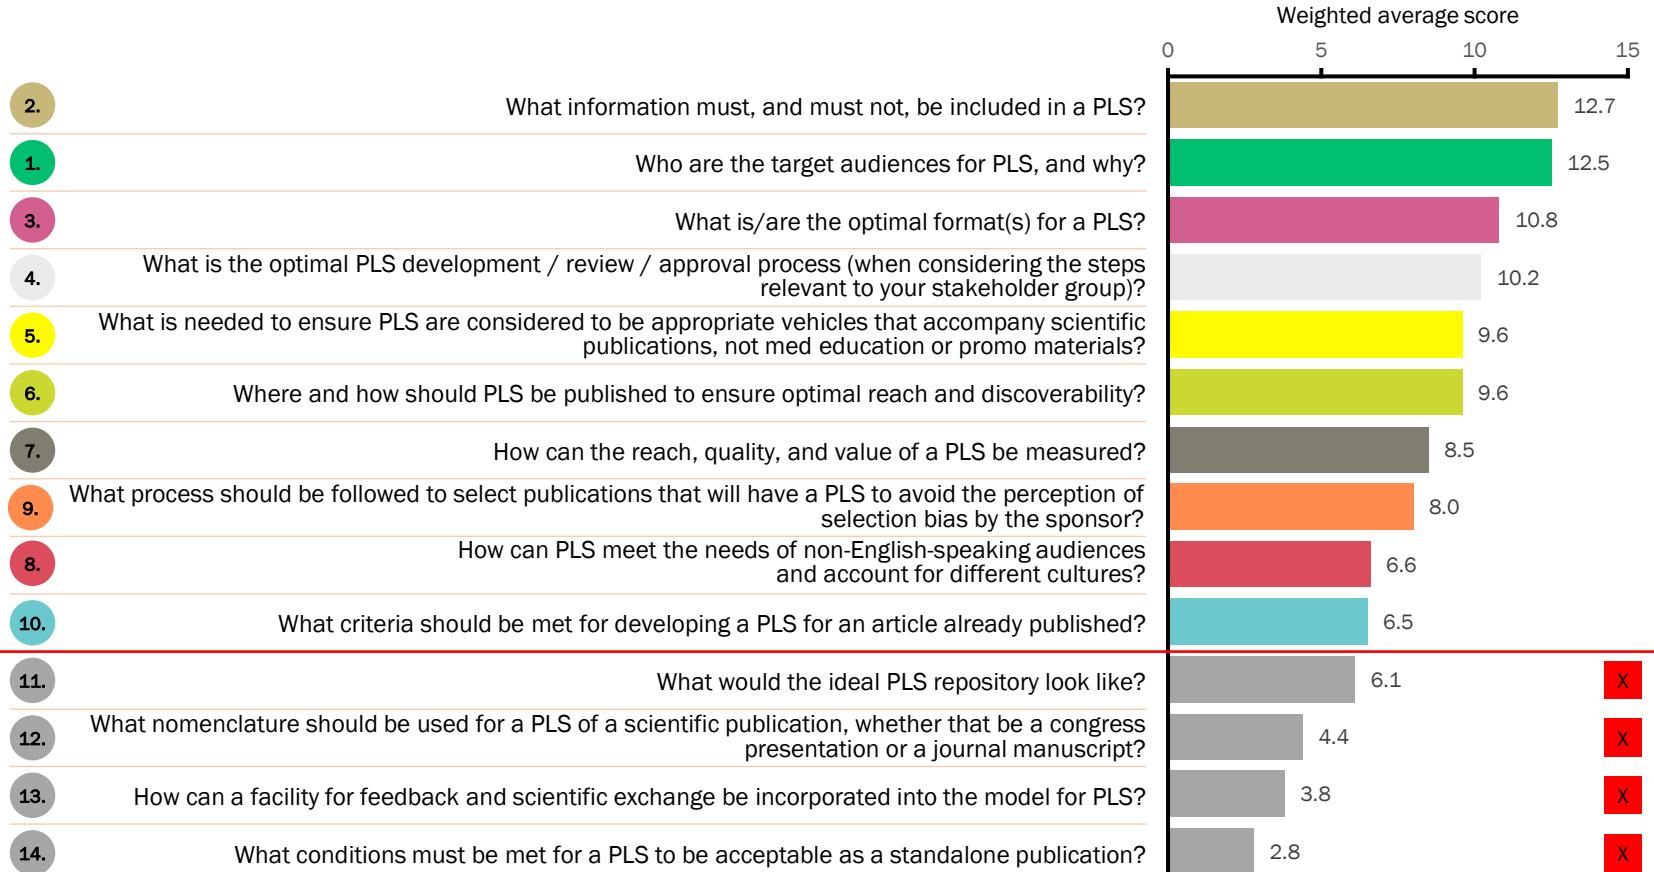 Weighted average score
0 5 10 15
2. What information must, and must not, be included in a PLS? 12.7
1. Who are the target audiences for PLS, and why? 12.5
3. What is/are the optimal format(s) for a PLS? 10.8
4. What is the optimal PLS development / review / approval process (when considering the steps
relevant to your stakeholder group)? 10.2
5. What is needed to ensure PLS are considered to be appropriate vehicles that accompany scientific
publications, not med education or promo materials? 9.6
6. Where and how should PLS be published to ensure optimal reach and discoverability? 9.6
7. How can the reach, quality, and value of a PLS be measured? 8.5
9. What process should be followed to select publications that will have a PLS to avoid the perception of
selection bias by the sponsor? 8.0
8. How can PLS meet the needs of non-English-speaking audiences
and account for different cultures? 6.6
10. What criteria should be met for developing a PLS for an article already published? 6.5
11. What would the ideal PLS repository look like? 6.1 X
12. What nomenclature should be used for a PLS of a scientific publication, whether that be a congress
presentation or a journal manuscript? 4.4 X
13. How can a facility for feedback and scientific exchange be incorporated into the model for PLS? 3.8 X
14. What conditions must be met for a PLS to be acceptable as a standalone publication? 2.8 X